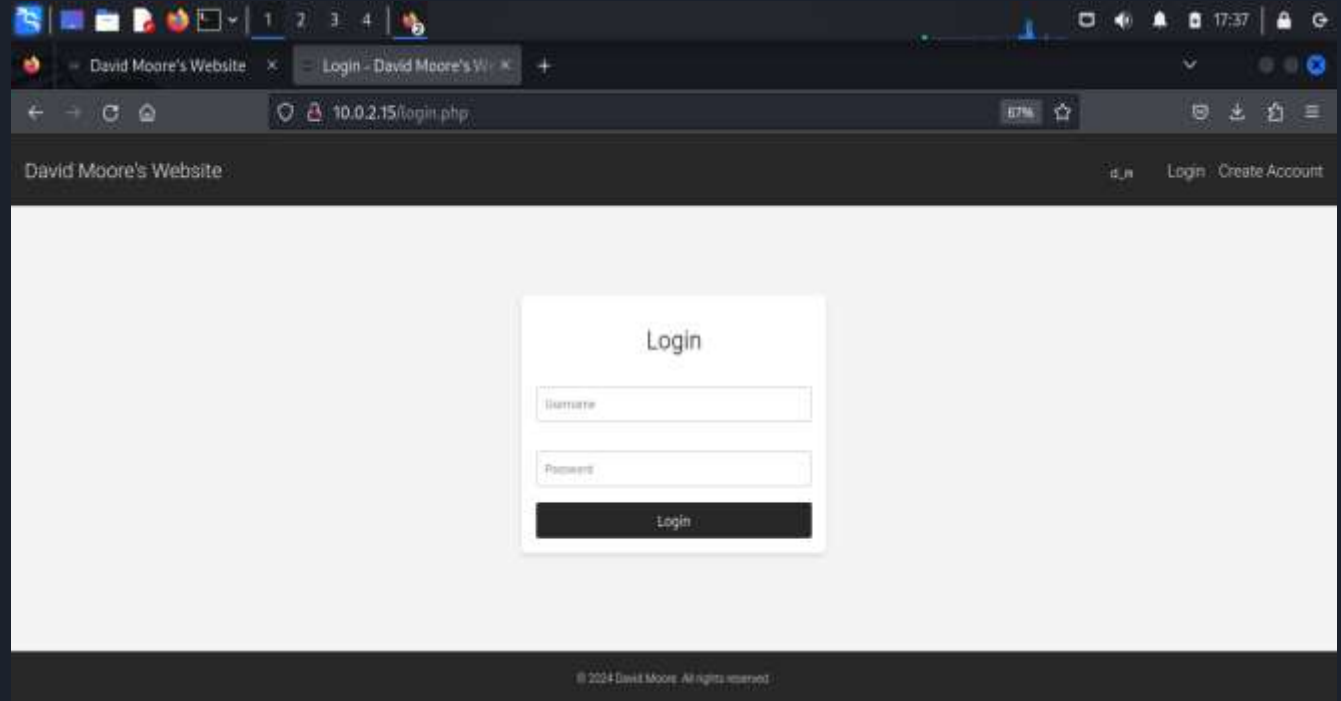 1 2 3 4 17:37
David Moore's Website Login - David Moore's W
10.0.2.15/login.php 67%
David Moore's Website Login Create Account
Login
Username
Password
Login
© 2024 David Moore. All rights reserved.